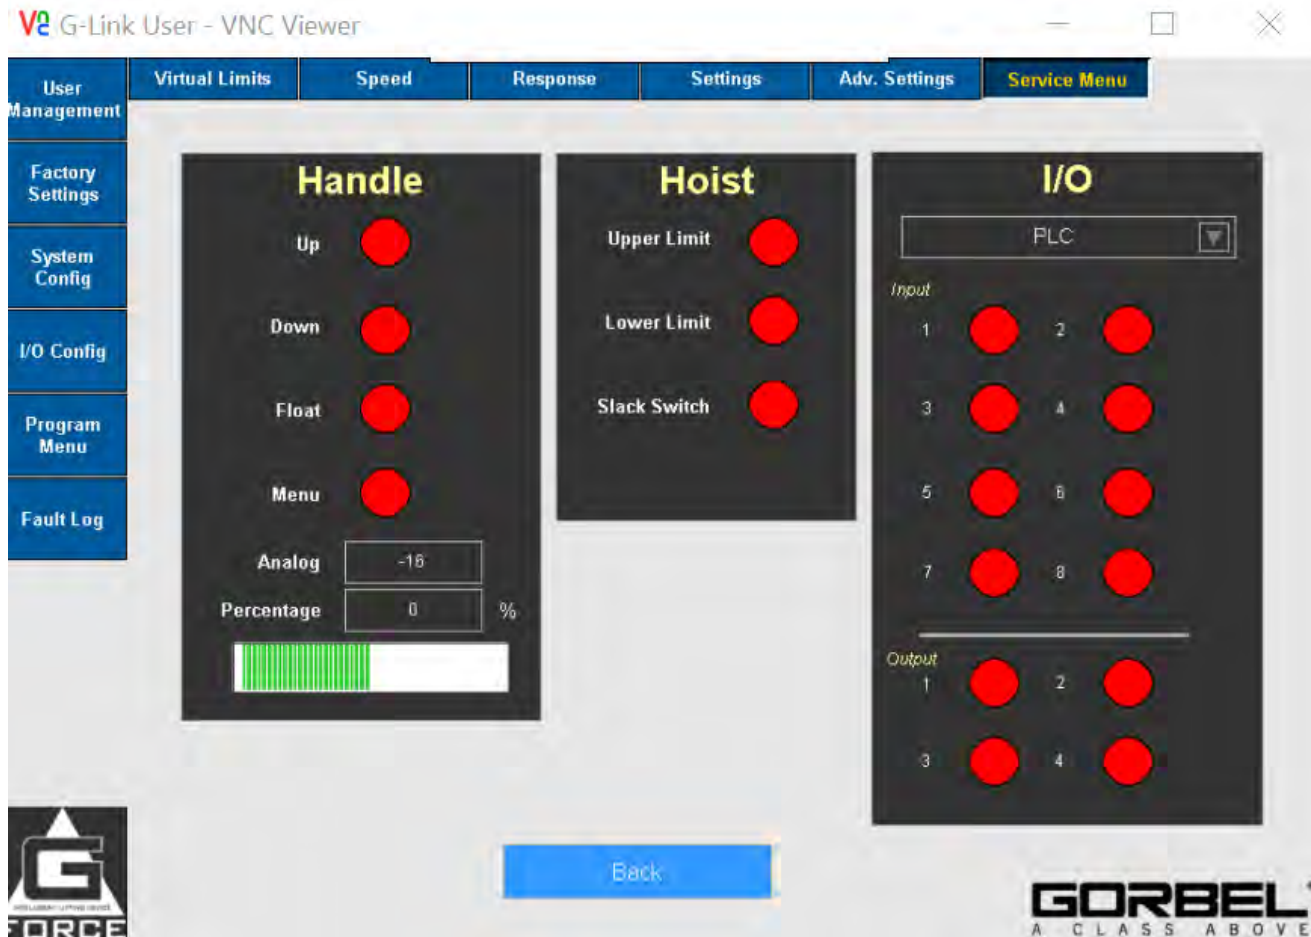 G-Link User - VNC Viewer
User Management
Virtual Limits
Speed
Response
Settings
Adv. Settings
Service Menu
Factory Settings
System Config
I/O Config
Program Menu
Fault Log
Handle
Up
Down
Float
Menu
Analog
-16
Percentage
0
%
Hoist
Upper Limit
Lower Limit
Slack Switch
I/O
PLC
Input
1 2
3 4
5 6
7 8
Output
1 2
3 4
Back
G
FORCE
GORBEL
A CLASS ABOVE